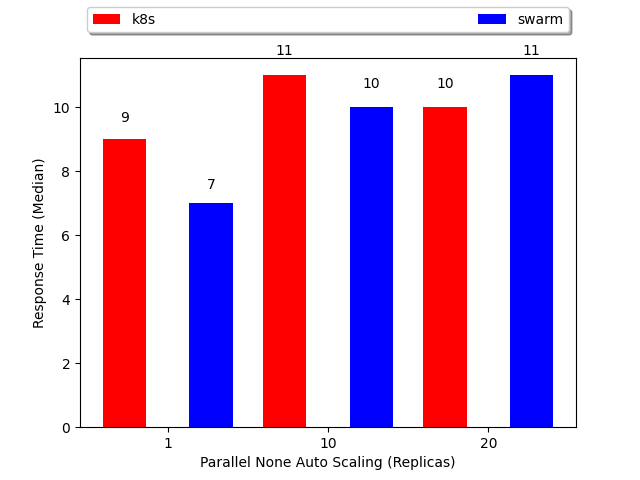 k8s swarm
11 11
10 10
9
7
10
8
6
4
2
0
Response Time (Median)
1 10 20
Parallel None Auto Scaling (Replicas)